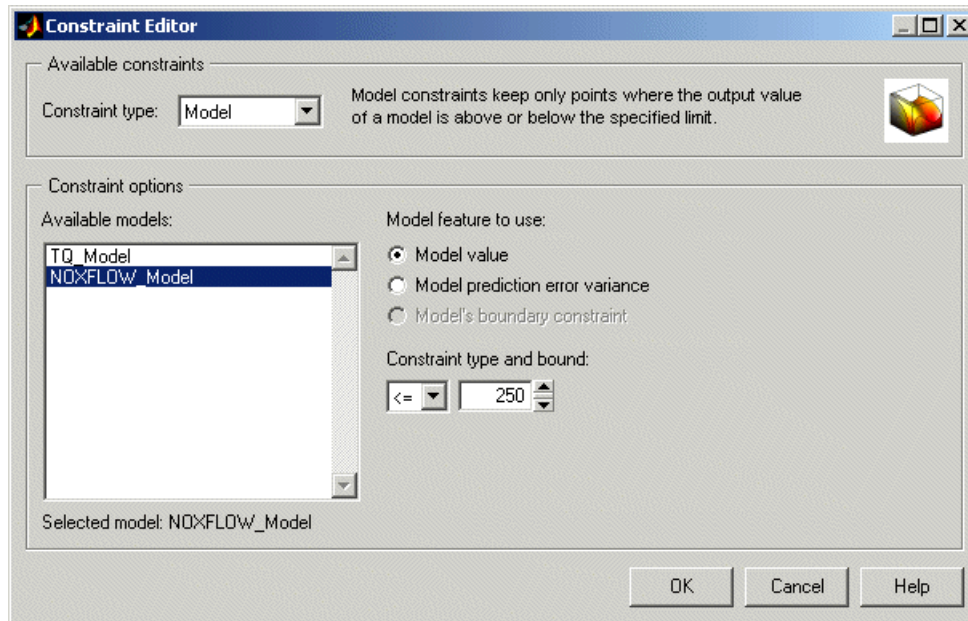 Constraint Editor
Available constraints
Constraint type:
Model
Model constraints keep only points where the output value
of a model is above or below the specified limit.
Constraint options
Available models:
TQ_Model
NOXFLOW_Model
Selected model: NOXFLOW_Model
Model feature to use:
Model value
Model prediction error variance
Model's boundary constraint
Constraint type and bound:
<= 250
OK Cancel Help